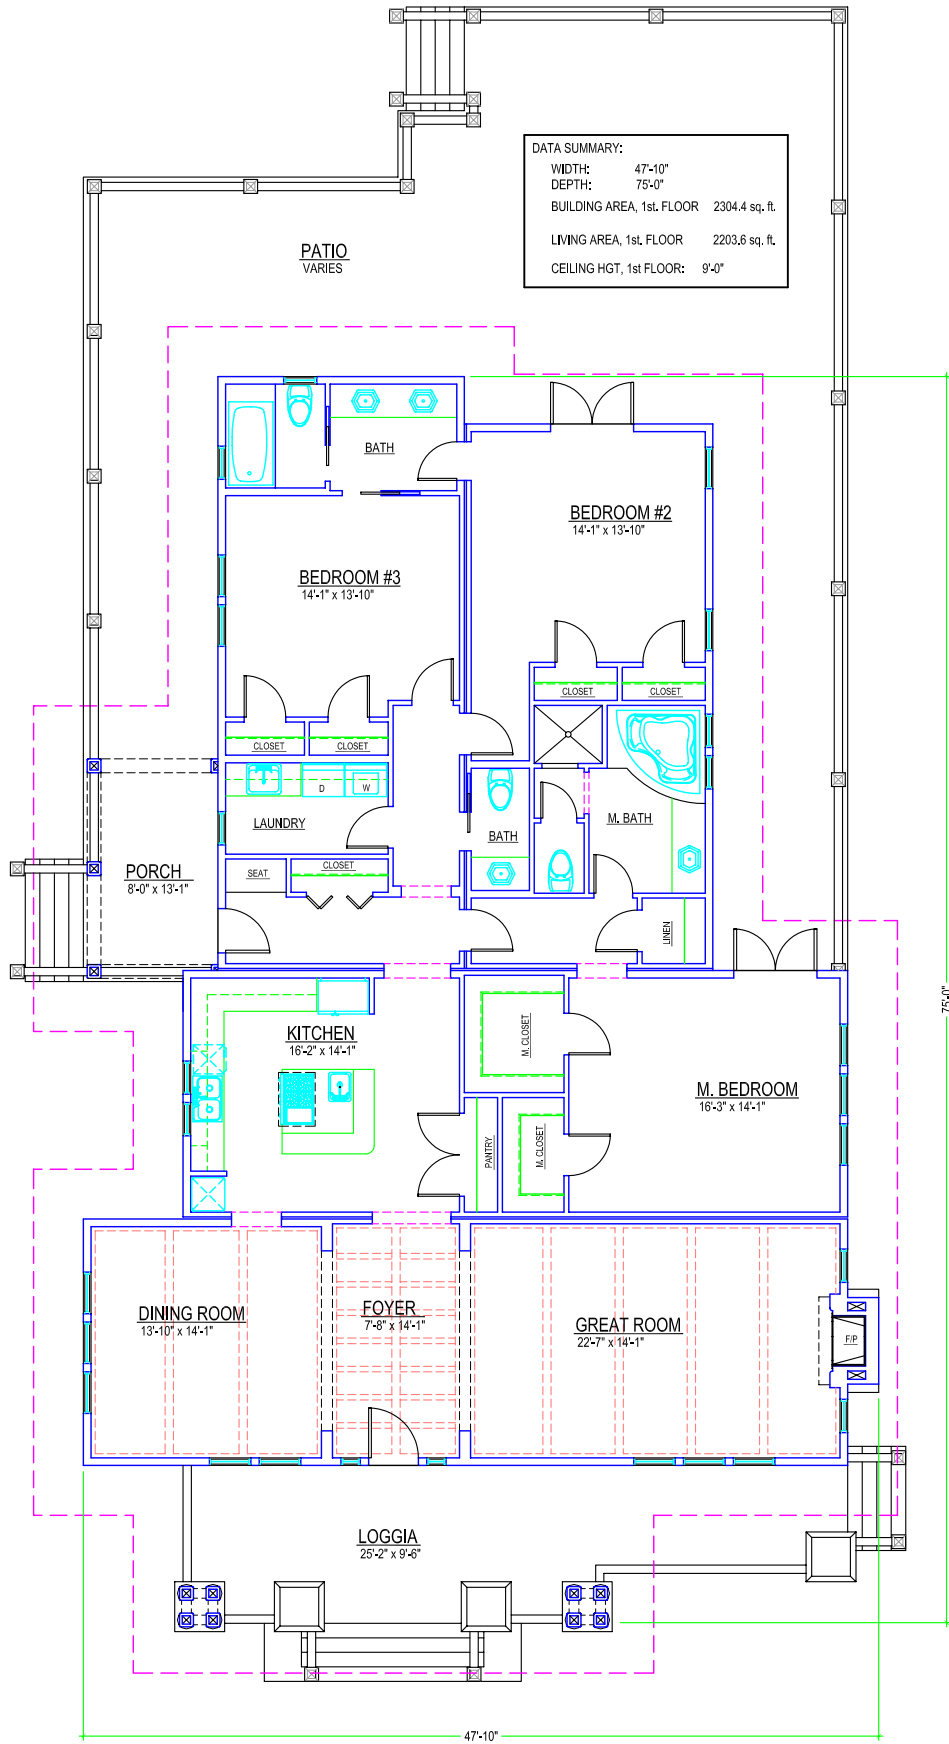 DATA SUMMARY:
WIDTH: 47'-10"
DEPTH: 75'-0"
BUILDING AREA, 1st. FLOOR 2304.4 sq. ft.
LIVING AREA, 1st. FLOOR 2203.6 sq. ft.
CEILING HGT, 1st FLOOR: 9'-0"
PATIO
VARIES
BATH
BEDROOM #2
14'-1" x 13'-10"
BEDROOM #3
14'-1" x 13'-10"
CLOSET
CLOSET
CLOSET
CLOSET
D
W
LAUNDRY
M. BATH
BATH
PORCH
8'-0" x 13'-1"
SEAT
CLOSET
LINEN
75'-0"
KITCHEN
16'-2" x 14'-1"
M. CLOSET
M. BEDROOM
16'-3" x 14'-1"
PANTRY
M. CLOSET
DINING ROOM
13'-10" x 14'-1"
FOYER
7'-8" x 14'-1"
GREAT ROOM
22'-7" x 14'-1"
F/P
LOGGIA
25'-2" x 9'-6"
47'-10"